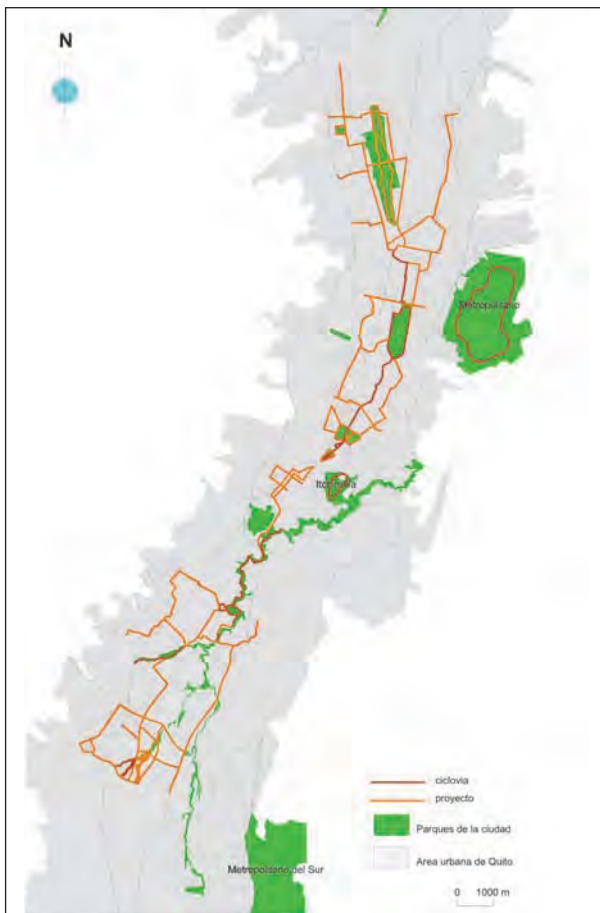 N
Metropolitano
Itchimbia
Metropolitano del Sur
ciclovia
proyecto
Parques de la ciudad
Area urbana de Quito
0 1000 m